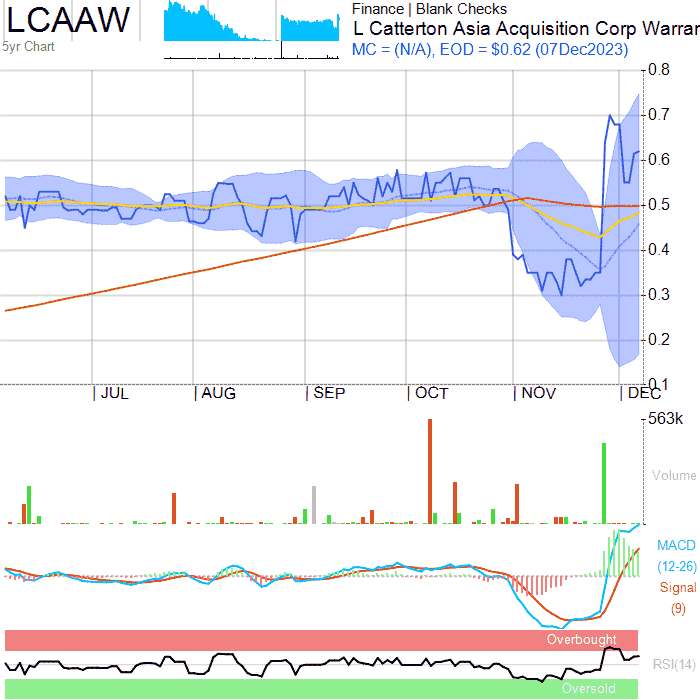 LCAAW
5yr Chart
Finance | Blank Checks
L Catterton Asia Acquisition Corp Warrar
MC = (N/A), EOD = $0.62 (07Dec2023)
0.8
0.7
0.6
0.5
0.4
0.3
0.2
0.1
JUL AUG SEP OCT NOV DEC
563k
Volume
MACD
(12-26)
Signal
(9)
Overbought
RSI(14)
Oversold